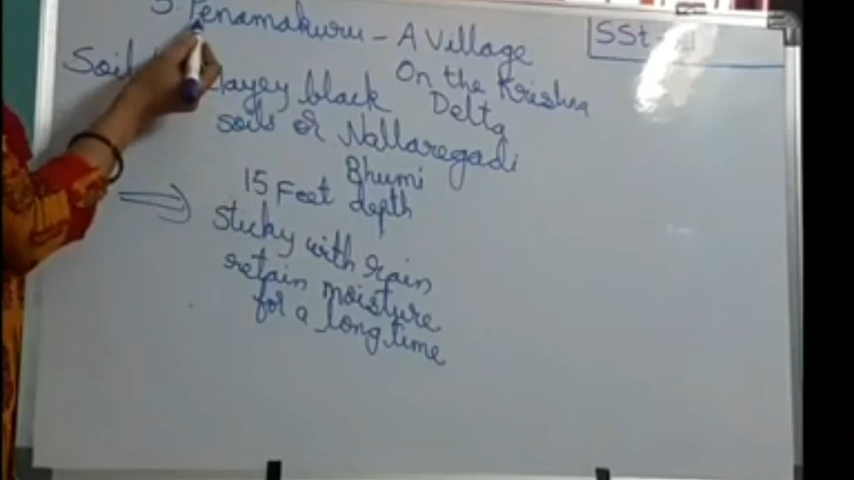 5. Penamakuru - A Village
On the Krishna
Delta
SSt
Soil
clayey black
soils or Nallaregadi
Bhumi
15 Feet depth
sticky with rain
retain moisture
for a long time